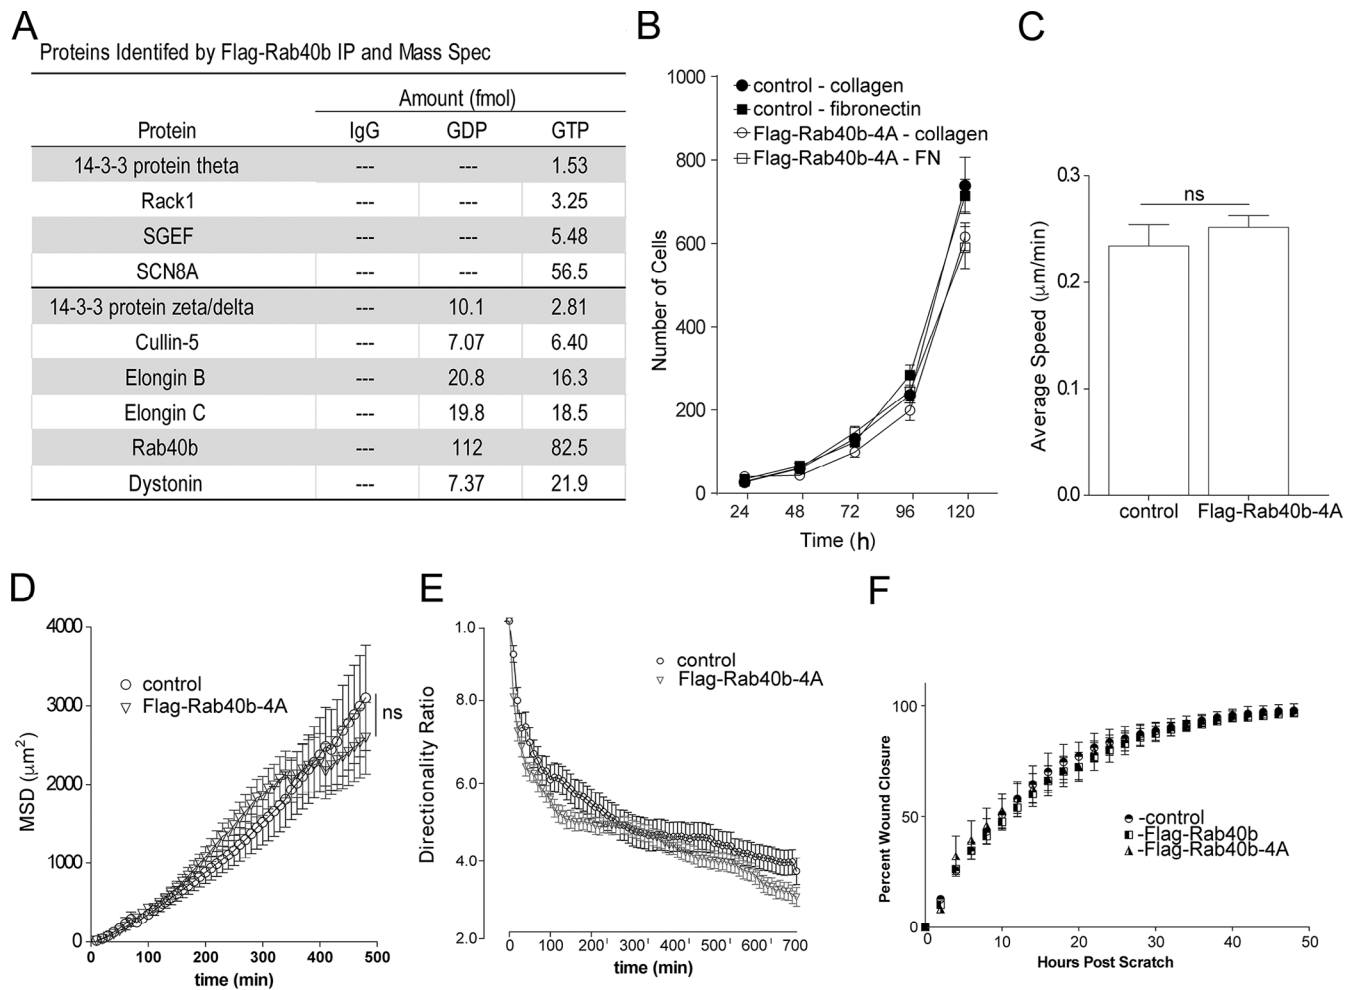 A
Proteins Identifed by Flag-Rab40b IP and Mass Spec
Amount (fmol)
Protein IgG GDP GTP
14-3-3 protein theta --- --- 1.53
Rack1 --- --- 3.25
SGEF --- --- 5.48
SCN8A --- --- 56.5
14-3-3 protein zeta/delta --- 10.1 2.81
Cullin-5 --- 7.07 6.40
Elongin B --- 20.8 16.3
Elongin C --- 19.8 18.5
Rab40b --- 112 82.5
Dystonin --- 7.37 21.9
B
control - collagen
control - fibronectin
Flag-Rab40b-4A - collagen
Flag-Rab40b-4A - FN
Number of Cells
1000
800
600
400
200
0
24 48 72 96 120
Time (h)
C
Average Speed (μm/min)
0.3
0.2
0.1
0.0
ns
control Flag-Rab40b-4A
D
MSD (μm²)
4000
3000
2000
1000
0
control
Flag-Rab40b-4A
ns
0 100 200 300 400 500
time (min)
E
Directionality Ratio
1.0
8.0
6.0
4.0
2.0
control
Flag-Rab40b-4A
0 100 200 300 400 500 600 700
time (min)
F
Percent Wound Closure
100
50
0
-control
-Flag-Rab40b
-Flag-Rab40b-4A
0 10 20 30 40 50
Hours Post Scratch